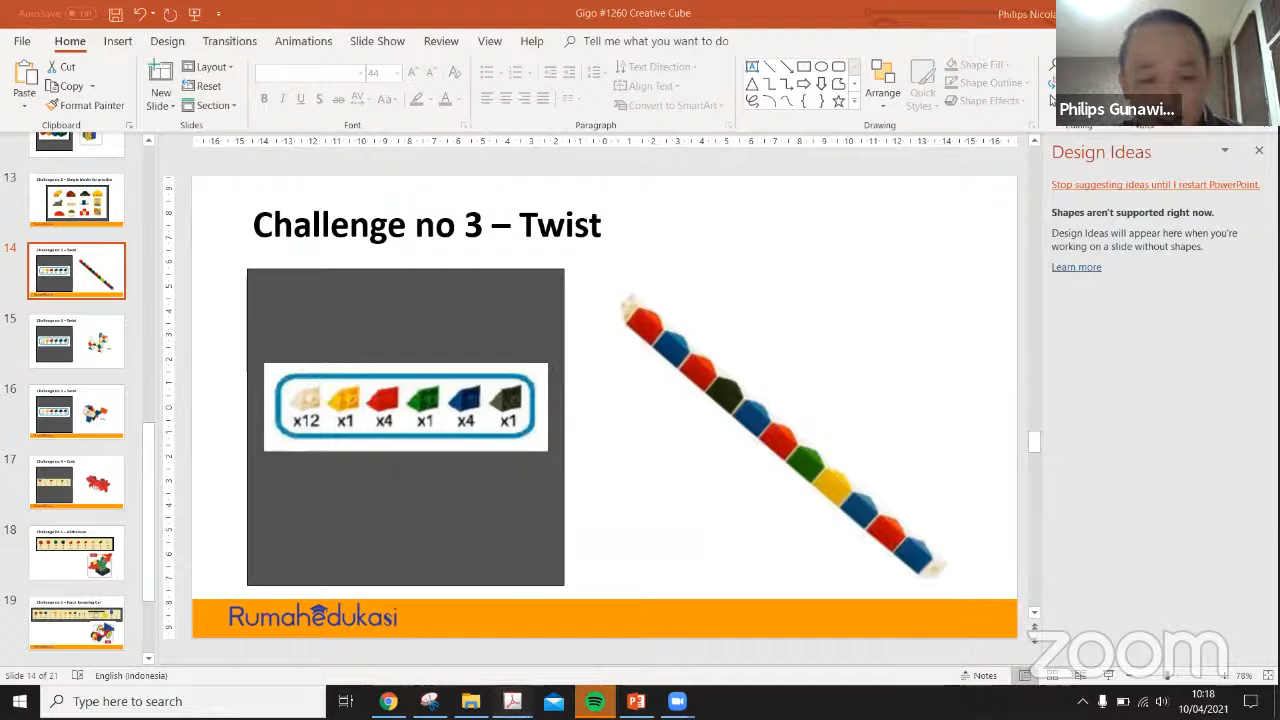 AutoSave Off
Gigo #1260 Creative Cube
Philips Nicola
File Home Insert Design Transitions Animations Slide Show Review View Help Tell me what you want to do
Paste
Cut
Copy
Format Painter
Clipboard
New Slide
Layout
Reset
Section
Slides
44
Font
Text Direction
Align Text
Convert to SmartArt
Paragraph
Arrange
Quick Styles
Shape Fill
Shape Outline
Shape Effects
Drawing
Philips Gunawi...
Design Ideas
Stop suggesting ideas until I restart PowerPoint.
Shapes aren't supported right now.
Design Ideas will appear here when you're
working on a slide without shapes.
Learn more
13
14
15
16
17
18
19
Challenge no 3 – Twist
x12 x1 x4 x1 x4 x1
RumahEdukasi
zoom
Slide 14 of 21 English (Indonesia)
Notes
78%
Type here to search
10:18
10/04/2021